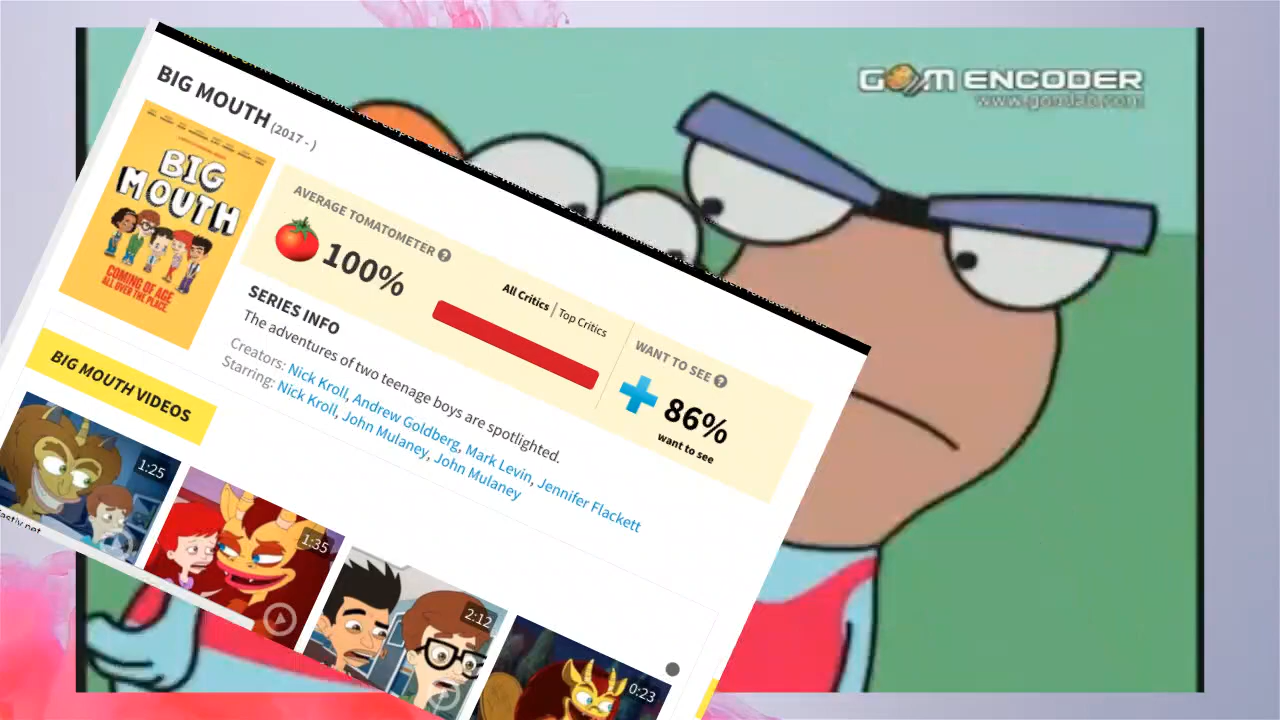 GOM ENCODER
www.gomlab.com
BIG MOUTH (2017 - )
BIG
MOUTH
COMING OF AGE
ALL OVER THE PLACE.
AVERAGE TOMATOMETER ?
100%
All Critics | Top Critics
WANT TO SEE ?
86%
want to see
SERIES INFO
The adventures of two teenage boys are spotlighted.
Creators: Nick Kroll, Andrew Goldberg, Mark Levin, Jennifer Flackett
Starring: Nick Kroll, John Mulaney, John Mulaney
BIG MOUTH VIDEOS
1:25
1:35
2:12
0:23
fastly.net